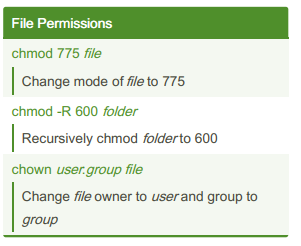 File Permissions
chmod 775 file
Change mode of file to 775
chmod -R 600 folder
Recursively chmod folder to 600
chown user.group file
Change file owner to user and group to
group